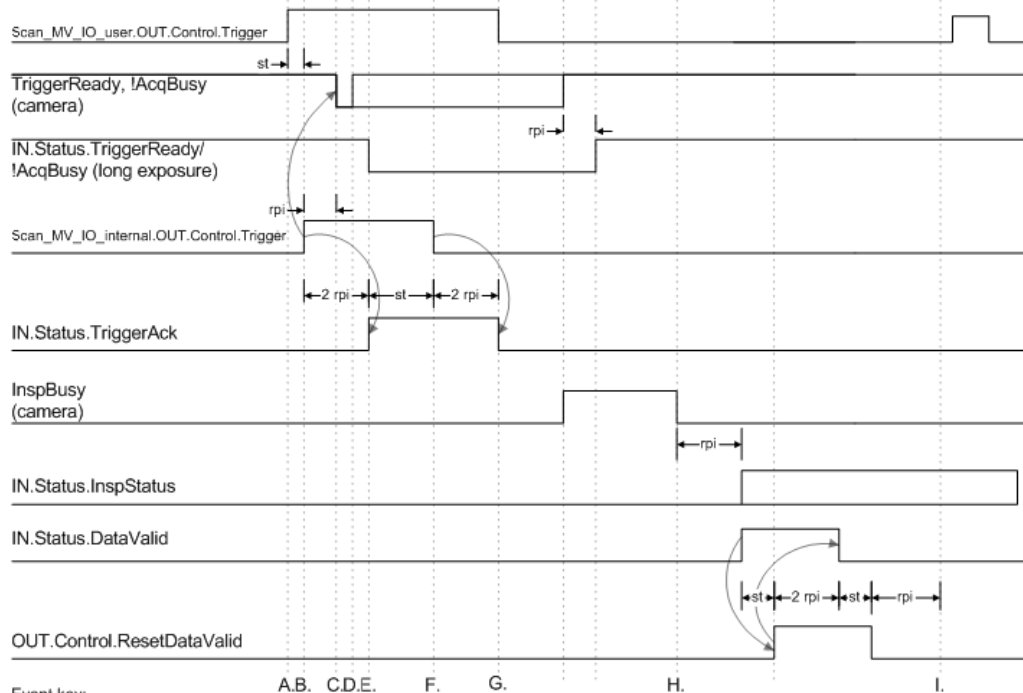 Scan_MV_IO_user.OUT.Control.Trigger
st
TriggerReady, !AcqBusy
(camera)
rpi
IN.Status.TriggerReady/
!AcqBusy (long exposure)
rpi
Scan_MV_IO_internal.OUT.Control.Trigger
2 rpi st 2 rpi
IN.Status.TriggerAck
InspBusy
(camera)
rpi
IN.Status.InspStatus
IN.Status.DataValid
st 2 rpi st rpi
OUT.Control.ResetDataValid
A.B. C.D.E. F. G. H. I.
Event key: